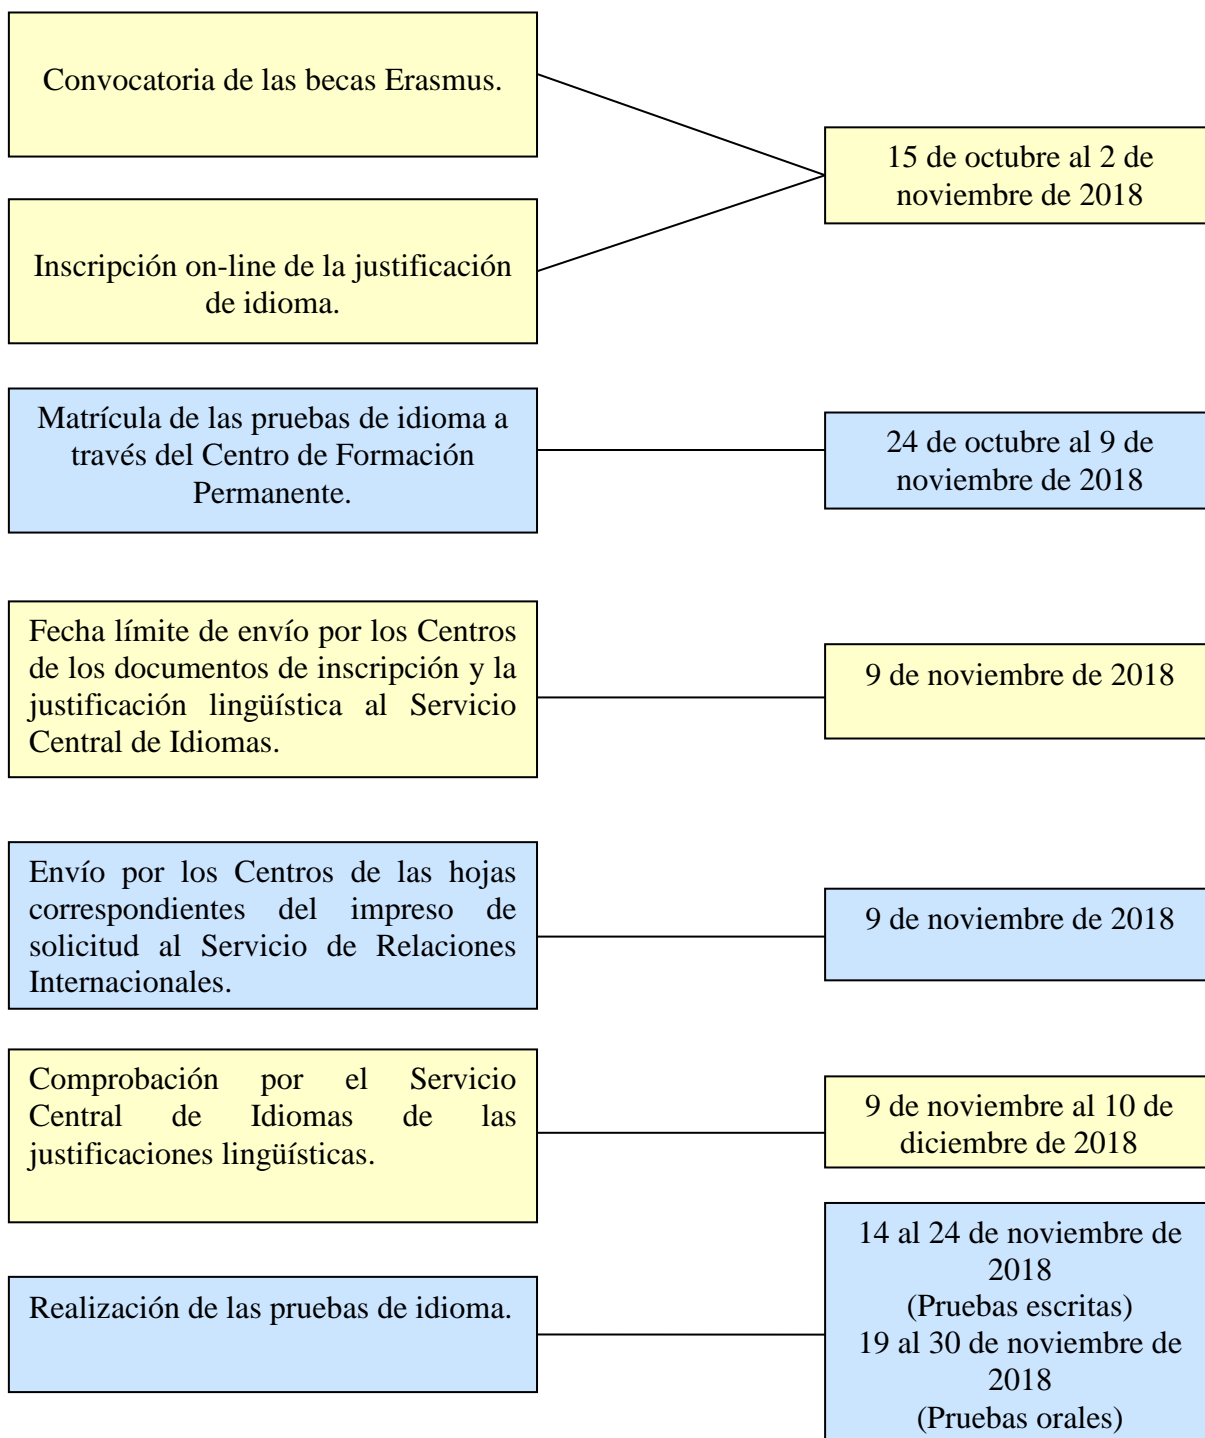 Convocatoria de las becas Erasmus.
15 de octubre al 2 de
noviembre de 2018
Inscripción on-line de la justificación
de idioma.
Matrícula de las pruebas de idioma a
través del Centro de Formación
Permanente.
24 de octubre al 9 de
noviembre de 2018
Fecha límite de envío por los Centros
de los documentos de inscripción y la
justificación lingüística al Servicio
Central de Idiomas.
9 de noviembre de 2018
Envío por los Centros de las hojas
correspondientes del impreso de
solicitud al Servicio de Relaciones
Internacionales.
9 de noviembre de 2018
Comprobación por el Servicio
Central de Idiomas de las
justificaciones lingüísticas.
9 de noviembre al 10 de
diciembre de 2018
Realización de las pruebas de idioma.
14 al 24 de noviembre de
2018
(Pruebas escritas)
19 al 30 de noviembre de
2018
(Pruebas orales)